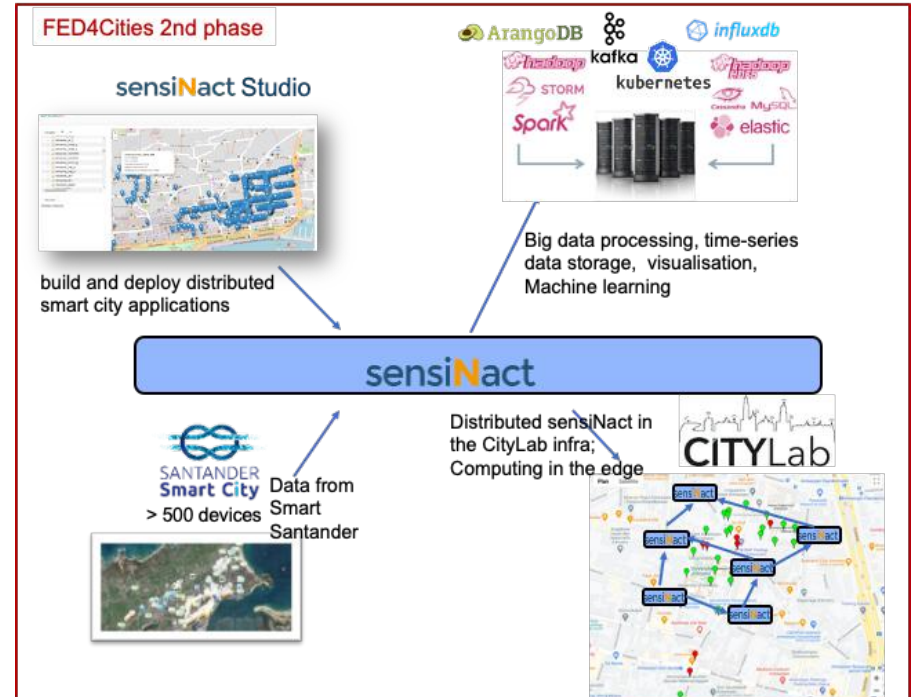 FED4Cities 2nd phase
ArangoDB
kafka
influxdb
sensiNact Studio
hadoop
STORM
Spark
kubernetes
hadoop
HDFS
Cassandra
MySQL
elastic
build and deploy distributed
smart city applications
Big data processing, time-series
data storage, visualisation,
Machine learning
sensiNact
SANTANDER
Smart City
> 500 devices
Data from
Smart
Santander
Distributed sensiNact in
the CityLab infra;
Computing in the edge
CITYLab
sensiNact
sensiNact
sensiNact
sensiNact
sensiNact
sensiNact